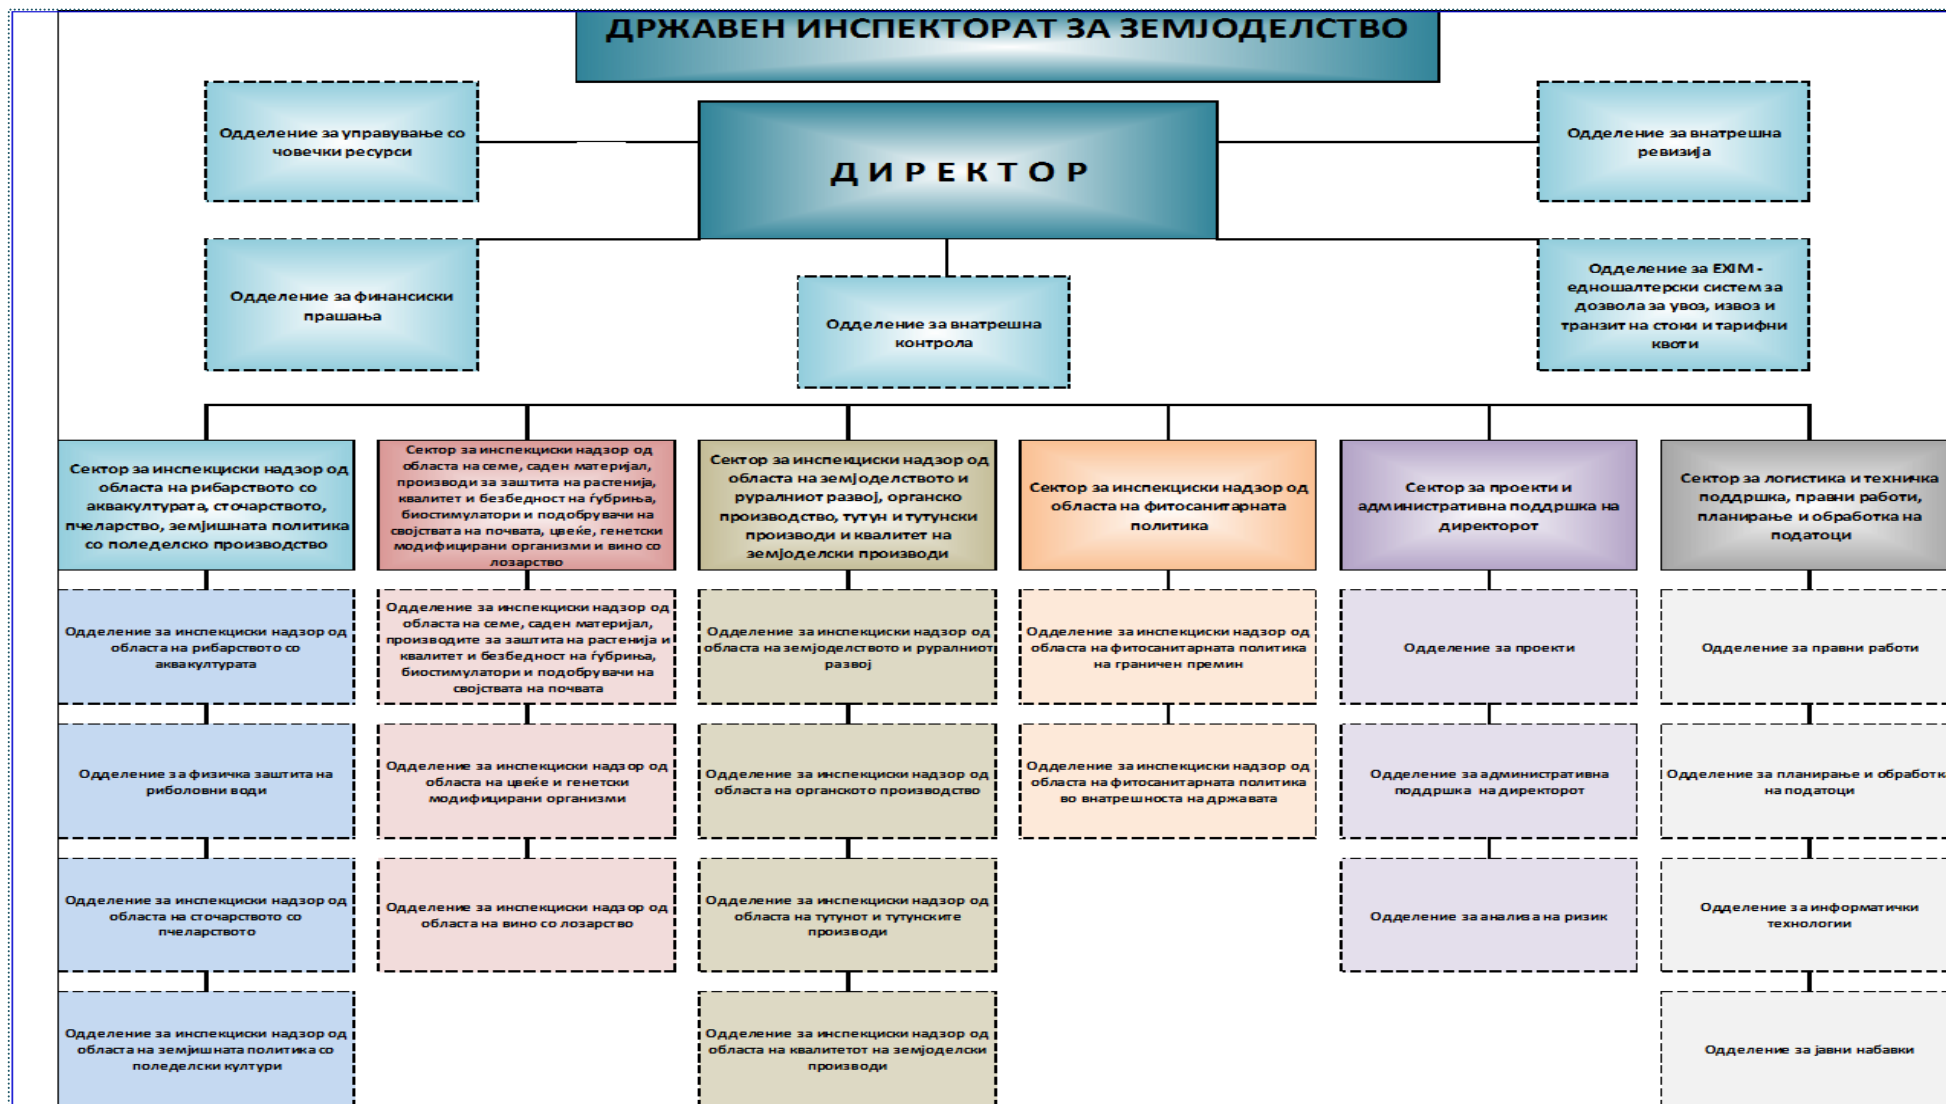 ДРЖАВЕН ИНСПЕКТОРАТ ЗА ЗЕМЈОДЕЛСТВО
Одделение за управување со
човечки ресурси
Д И Р Е К Т О Р
Одделение за внатрешна
ревизија
Одделение за финансиски
прашања
Одделение за внатрешна
контрола
Одделение за EXIM -
едношалтерски систем за
дозвола за увоз, извоз и
транзит на стоки и тарифни
квоти
Сектор за инспекциски надзор од
областа на рибарството со
аквакултурата, сточарството,
пчеларство, земјишната политика
со поледелско производство
Сектор за инспекциски надзор од
областа на семе, саден материјал,
производи за заштита на растенија,
квалитет и безбедност на ѓубриња,
биостимулатори и подобрувачи на
својствата на почвата, цвеќе, генетски
модифицирани организми и вино со
лозарство
Сектор за инспекциски надзор од
областа на земјоделството и
руралниот развој, органско
производство, тутун и тутунски
производи и квалитет на
земјоделски производи
Сектор за инспекциски надзор од
областа на фитосанитарната
политика
Сектор за проекти и
административна поддршка на
директорот
Сектор за логистика и техничка
поддршка, правни работи,
планирање и обработка на
податоци
Одделение за инспекциски надзор од
областа на рибарството со
аквакултурата
Одделение за инспекциски надзор од
областа на семе, саден материјал,
производите за заштита на растенија и
квалитет и безбедност на ѓубриња,
биостимулатори и подобрувачи на
својствата на почвата
Одделение за инспекциски надзор од
областа на земјоделството и руралниот
развој
Одделение за инспекциски надзор од
областа на фитосанитарната политика
на граничен премин
Одделение за проекти
Одделение за правни работи
Одделение за физичка заштита на
риболовни води
Одделение за инспекциски надзор од
областа на цвеќе и генетски
модифицирани организми
Одделение за инспекциски надзор од
областа на органското производство
Одделение за инспекциски надзор од
областа на фитосанитарната политика
во внатрешноста на државата
Одделение за административна
поддршка на директорот
Одделение за планирање и обработка
на податоци
Одделение за инспекциски надзор од
областа на сточарството со
пчеларството
Одделение за инспекциски надзор од
областа на вино со лозарство
Одделение за инспекциски надзор од
областа на тутунот и тутунските
производи
Одделение за анализа на ризик
Одделение за информатички
технологии
Одделение за инспекциски надзор од
областа на земјишната политика со
поледелски култури
Одделение за инспекциски надзор од
областа на квалитетот на земјоделски
производи
Одделение за јавни набавки